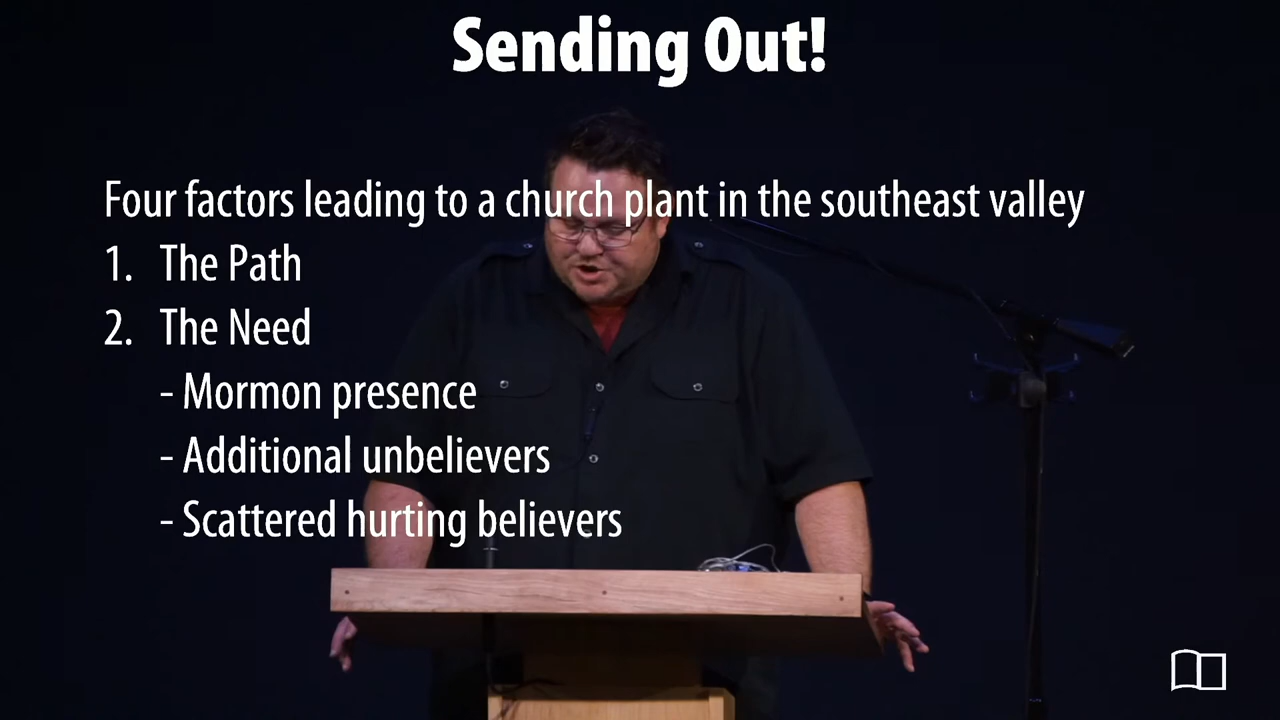 Sending Out!
Four factors leading to a church plant in the southeast valley
1. The Path
2. The Need
- Mormon presence
- Additional unbelievers
- Scattered hurting believers